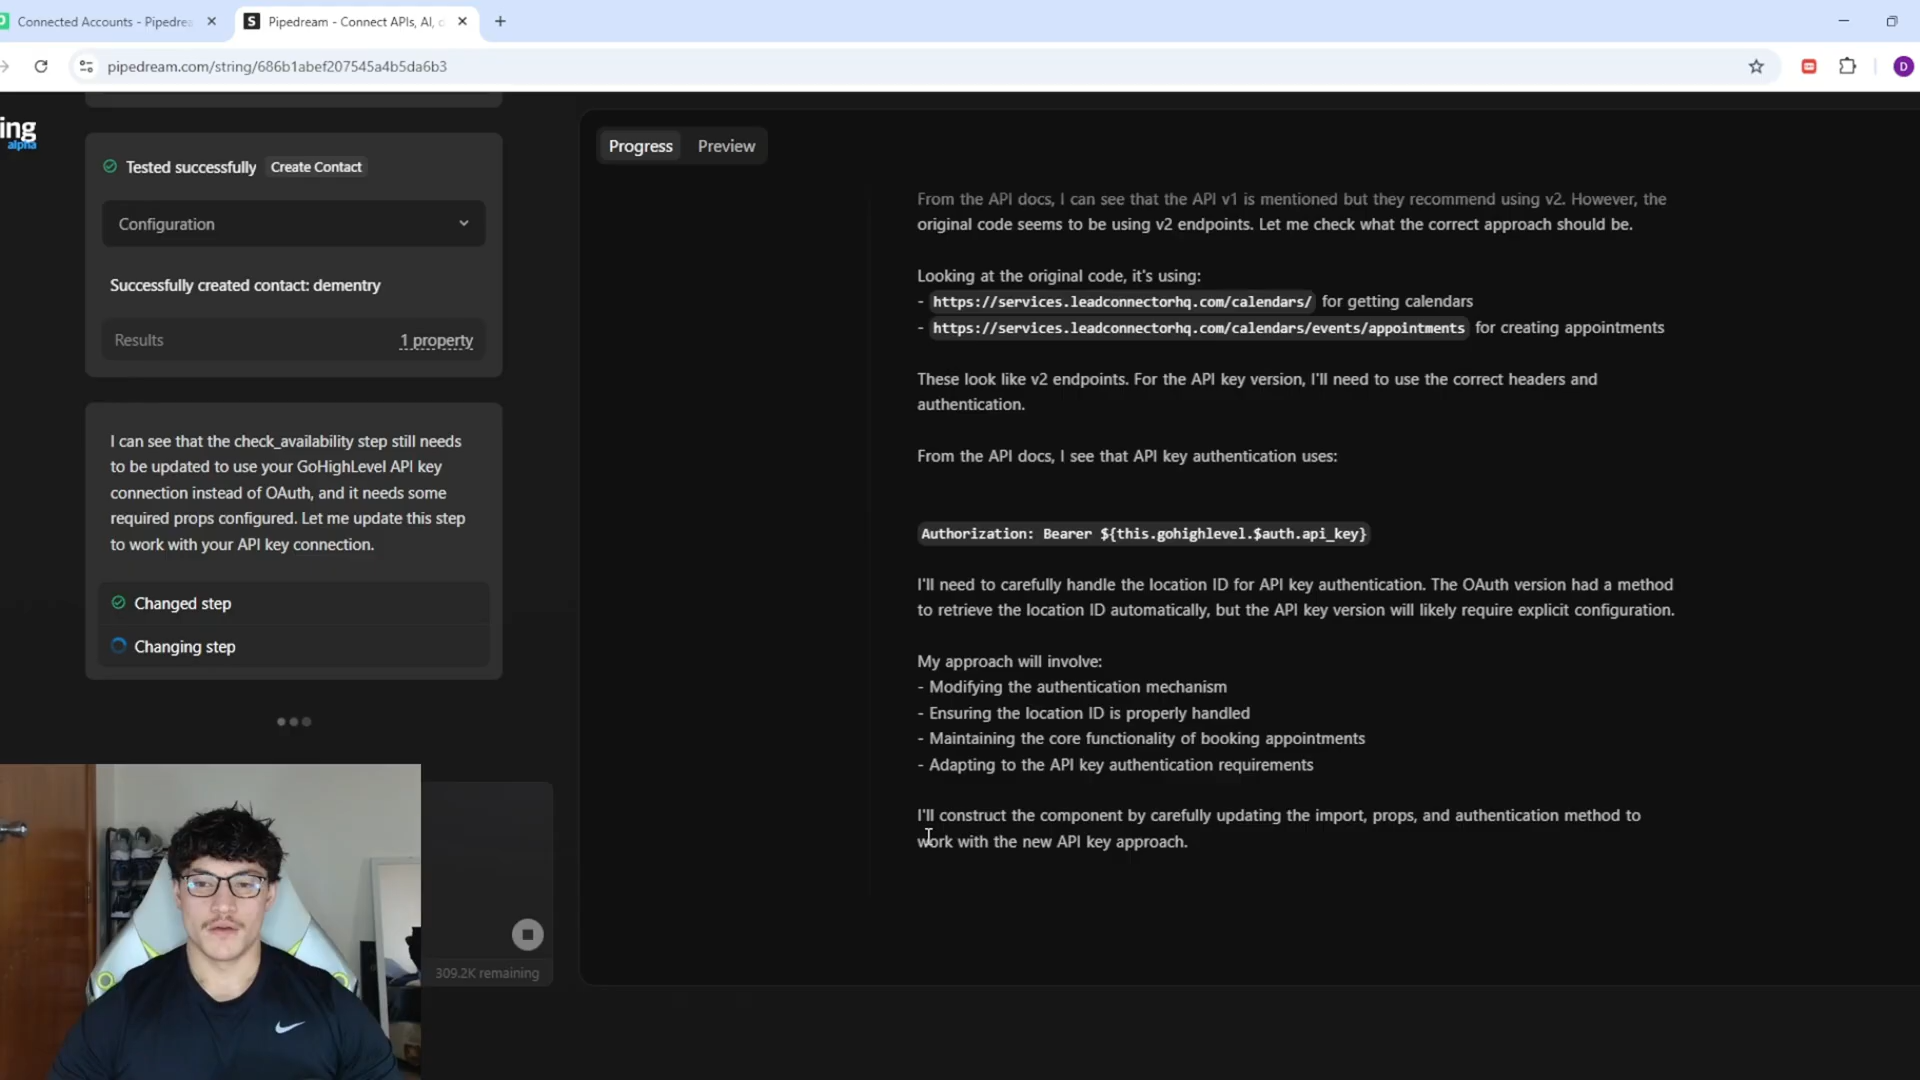 Connected Accounts - Pipedrea
Pipedream - Connect APIs, AI, d
pipedream.com/string/686b1abef207545a4b5da6b3
D
ing
alpha
Tested successfully Create Contact
Configuration
Successfully created contact: dementry
Results 1 property
I can see that the check_availability step still needs
to be updated to use your GoHighLevel API key
connection instead of OAuth, and it needs some
required props configured. Let me update this step
to work with your API key connection.
Changed step
Changing step
309.2K remaining
Progress Preview
From the API docs, I can see that the API v1 is mentioned but they recommend using v2. However, the
original code seems to be using v2 endpoints. Let me check what the correct approach should be.
Looking at the original code, it's using:
- https://services.leadconnectorhq.com/calendars/ for getting calendars
- https://services.leadconnectorhq.com/calendars/events/appointments for creating appointments
These look like v2 endpoints. For the API key version, I'll need to use the correct headers and
authentication.
From the API docs, I see that API key authentication uses:
Authorization: Bearer ${this.gohighlevel.$auth.api_key}
I'll need to carefully handle the location ID for API key authentication. The OAuth version had a method
to retrieve the location ID automatically, but the API key version will likely require explicit configuration.
My approach will involve:
- Modifying the authentication mechanism
- Ensuring the location ID is properly handled
- Maintaining the core functionality of booking appointments
- Adapting to the API key authentication requirements
I'll construct the component by carefully updating the import, props, and authentication method to
work with the new API key approach.